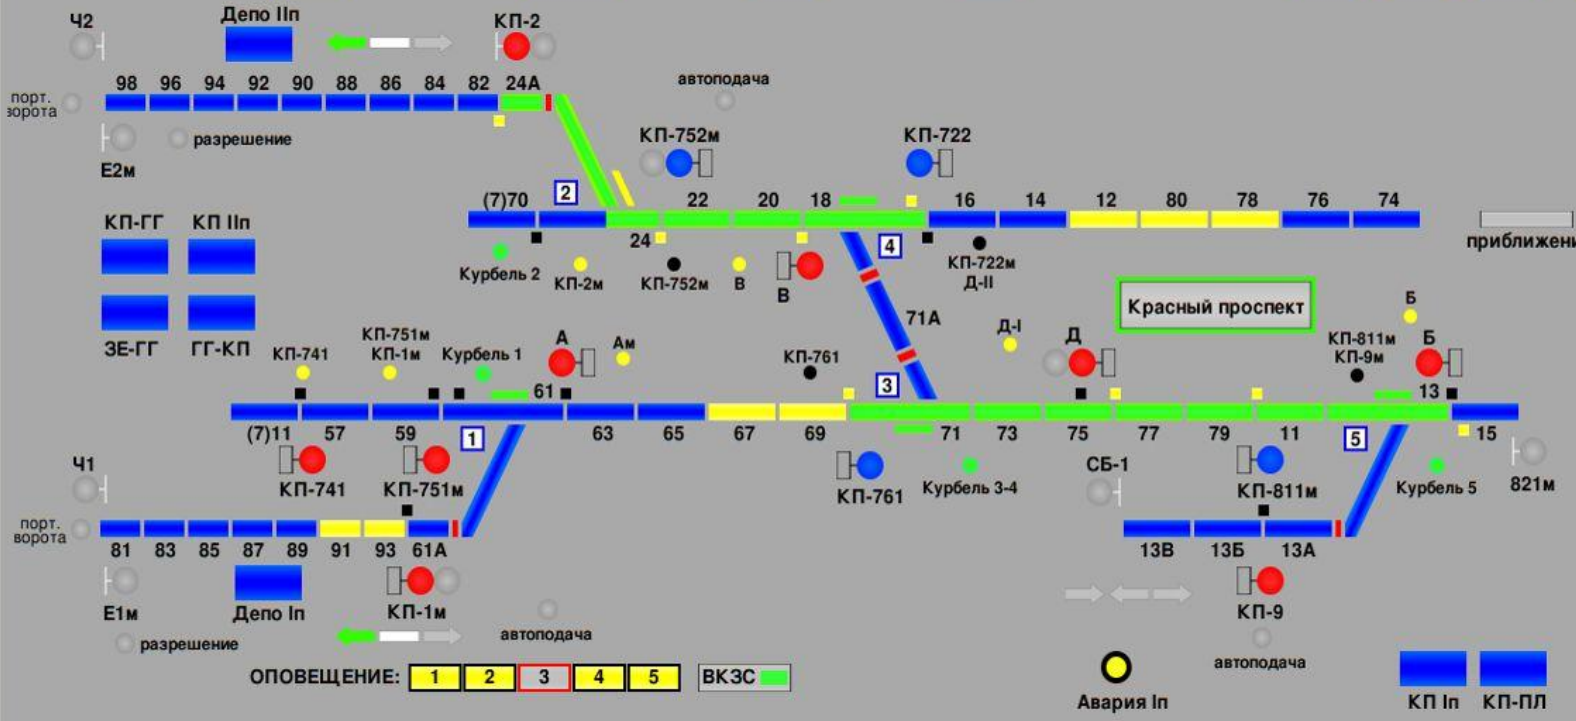 Ч2
Депо IIп
КП-2
98 96 94 92 90 88 86 84 82 24А
порт.
ворота
автоподача
разрешение
Е2м
КП-752м
КП-722
(7)70
2
22 20 18
16 14 12 80 78 76 74
КП-ГГ КП IIп
24
4
приближени
Курбель 2
КП-2м
КП-752м
В
В
КП-722м
Д-II
ЗЕ-ГГ ГГ-КП
71А
Красный проспект
КП-741
КП-751м
КП-1м
Курбель 1
А
Ам
КП-761
Д-I
Д
КП-811м
КП-9м
Б
Б
61
3
13
(7)11 57 59
1
63 65 67 69 71 73 75 77 79 11
5
15
Ч1
КП-741
КП-751м
КП-761
Курбель 3-4
СБ-1
КП-811м
Курбель 5
821м
порт.
ворота
81 83 85 87 89 91 93 61А
13В 13Б 13А
Е1м
Депо Iп
КП-1м
КП-9
разрешение
автоподача
автоподача
ОПОВЕЩЕНИЕ: 1 2 3 4 5
ВКЗС
Авария Iп
КП Iп КП-ПЛ